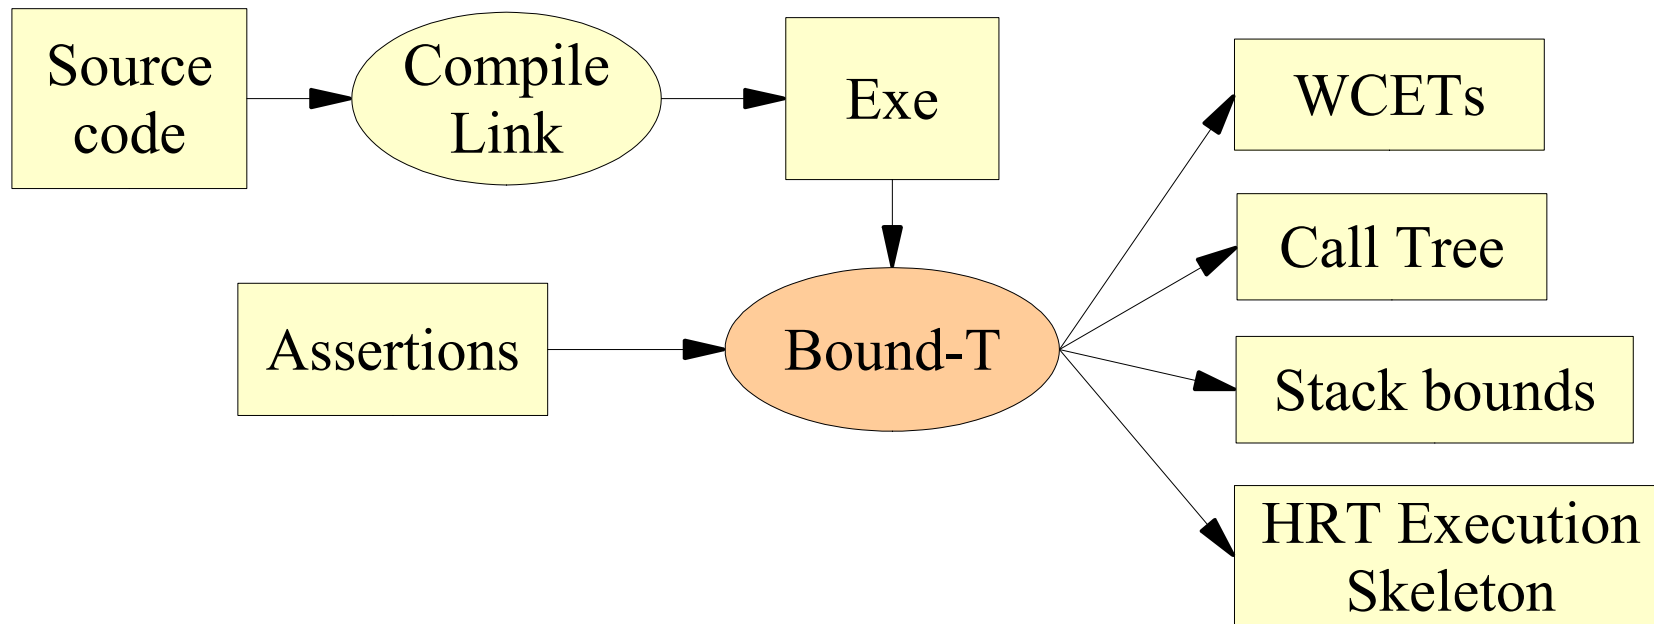 Source
code
Compile
Link
Exe
WCETs
Call Tree
Assertions
Bound-T
Stack bounds
HRT Execution
Skeleton